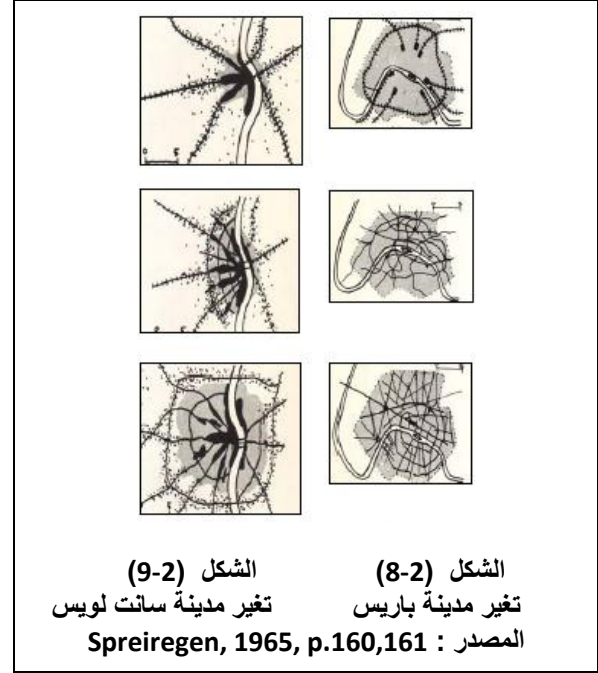 الشكل (2-8) الشكل (2-9)
تغير مدينة باريس تغير مدينة سانت لويس
المصدر : Spreiregen, 1965, p.160,161